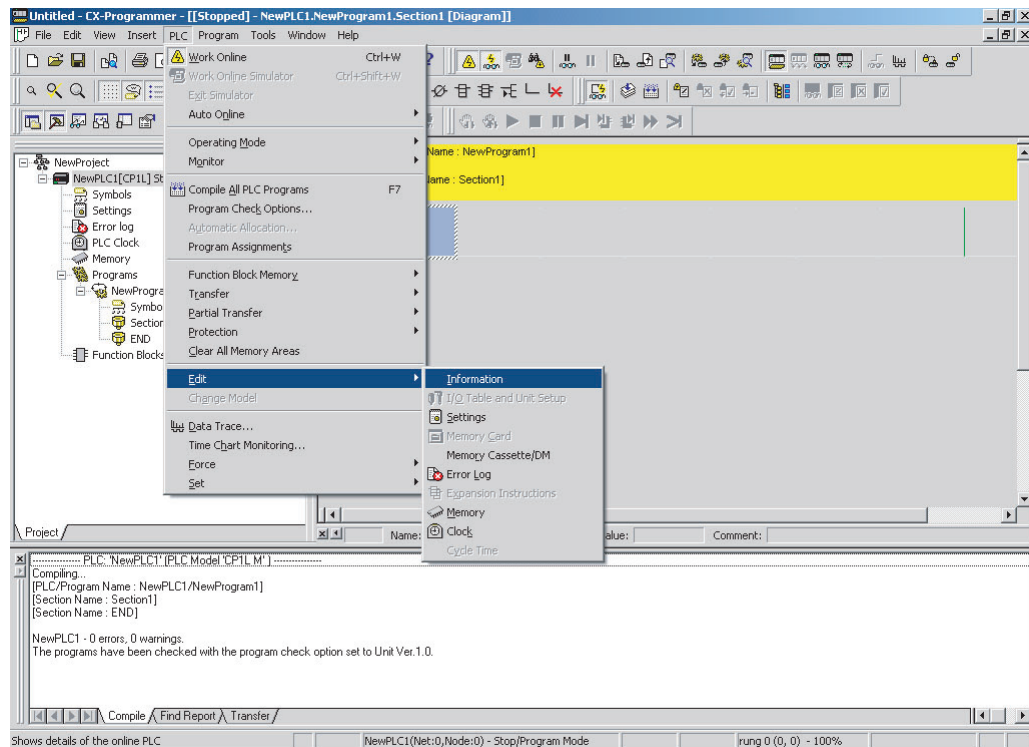 Untitled - CX-Programmer - [[Stopped] - NewPLC1.NewProgram1.Section1 [Diagram]]
File Edit View Insert PLC Program Tools Window Help
Work Online Ctrl+W
Work Online Simulator Ctrl+Shift+W
Exit Simulator
Auto Online
Operating Mode
Monitor
Compile All PLC Programs F7
Program Check Options...
Automatic Allocation...
Program Assignments
Function Block Memory
Transfer
Partial Transfer
Protection
Clear All Memory Areas
Edit
Change Model
Data Trace...
Time Chart Monitoring...
Force
Set
Information
I/O Table and Unit Setup
Settings
Memory Card
Memory Cassette/DM
Error Log
Expansion Instructions
Memory
Clock
Cycle Time
NewProject
NewPLC1[CP1L] St
Symbols
Settings
Error log
PLC Clock
Memory
Programs
NewProgra
Symbo
Section
END
Function Blocks
Project
Name : NewProgram1]
Name : Section1]
Name: alue: Comment:
--------------- PLC: 'NewPLC1' (PLC Model 'CP1L M' ) ---------------
Compiling...
[PLC/Program Name : NewPLC1/NewProgram1]
[Section Name : Section1]
[Section Name : END]
NewPLC1 - 0 errors, 0 warnings.
The programs have been checked with the program check option set to Unit Ver.1.0.
Compile Find Report Transfer
Shows details of the online PLC NewPLC1(Net:0,Node:0) - Stop/Program Mode rung 0 (0, 0) - 100%